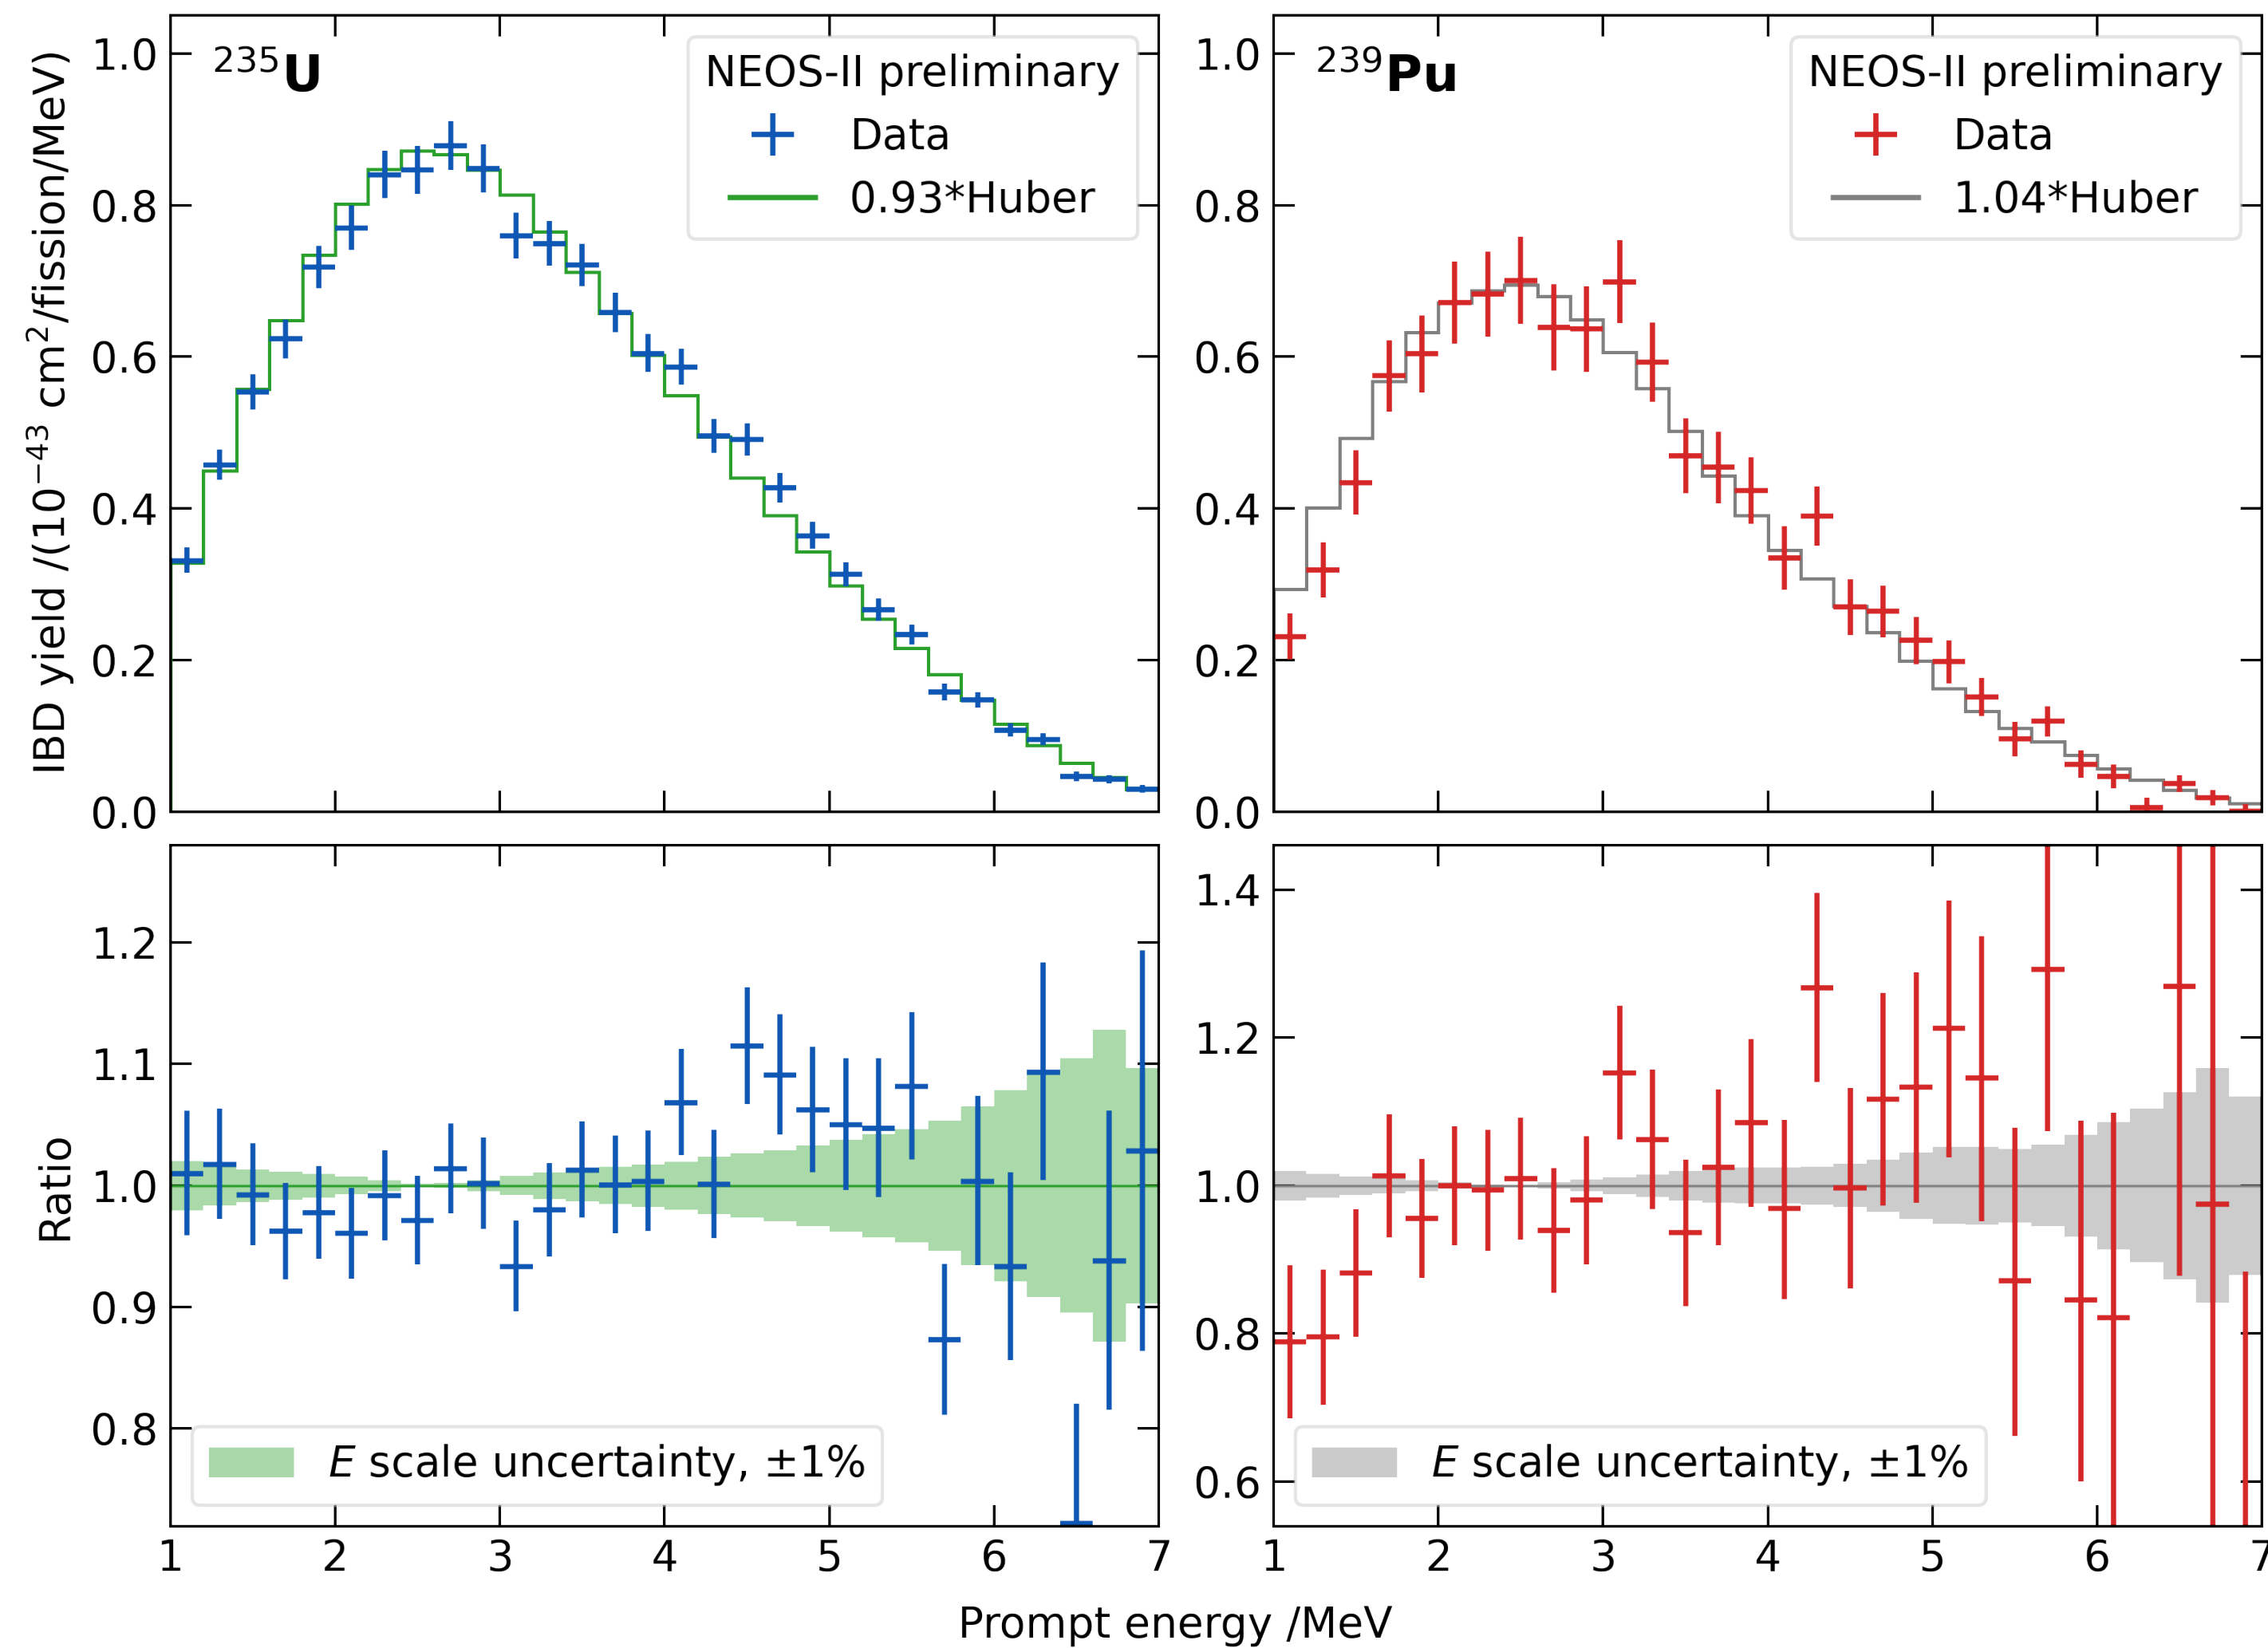 ²³⁵U
NEOS-II preliminary
Data
0.93*Huber
IBD yield /(10⁻⁴³ cm²/fission/MeV)
1.0
0.8
0.6
0.4
0.2
0.0
²³⁹Pu
NEOS-II preliminary
Data
1.04*Huber
1.0
0.8
0.6
0.4
0.2
0.0
Ratio
1.2
1.1
1.0
0.9
0.8
E scale uncertainty, ±1%
1 2 3 4 5 6 7
1.4
1.2
1.0
0.8
0.6
E scale uncertainty, ±1%
1 2 3 4 5 6 7
Prompt energy /MeV